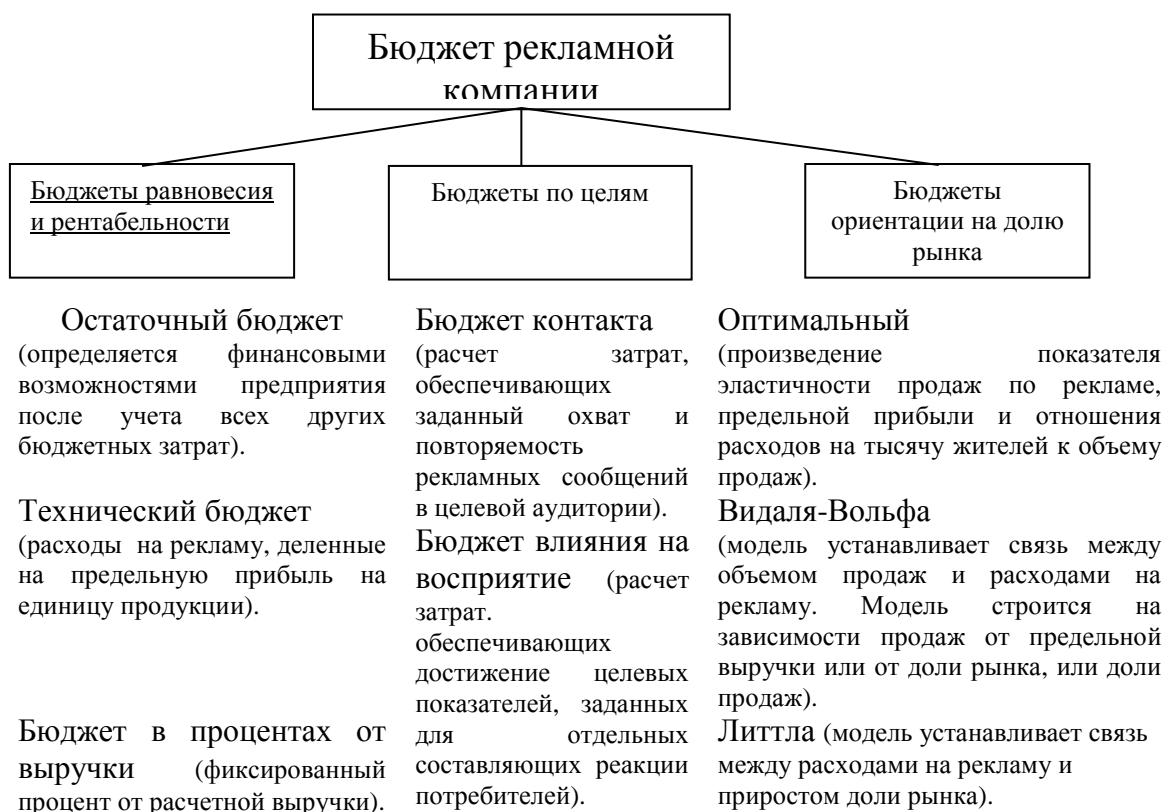 Бюджет рекламной
компании
Бюджеты равновесия
и рентабельности
Бюджеты по целям
Бюджеты
ориентации на долю
рынка
Остаточный бюджет
(определяется финансовыми
возможностями предприятия
после учета всех других
бюджетных затрат).
Технический бюджет
(расходы на рекламу, деленные
на предельную прибыль на
единицу продукции).
Бюджет в процентах от
выручки (фиксированный
процент от расчетной выручки).
Бюджет контакта
(расчет затрат,
обеспечивающих
заданный охват и
повторяемость
рекламных сообщений
в целевой аудитории).
Бюджет влияния на
восприятие (расчет
затрат.
обеспечивающих
достижение целевых
показателей, заданных
для отдельных
составляющих реакции
потребителей).
Оптимальный
(произведение показателя
эластичности продаж по рекламе,
предельной прибыли и отношения
расходов на тысячу жителей к объему
продаж).
Видаля-Вольфа
(модель устанавливает связь между
объемом продаж и расходами на
рекламу. Модель строится на
зависимости продаж от предельной
выручки или от доли рынка, или доли
продаж).
Литтла (модель устанавливает связь
между расходами на рекламу и
приростом доли рынка).